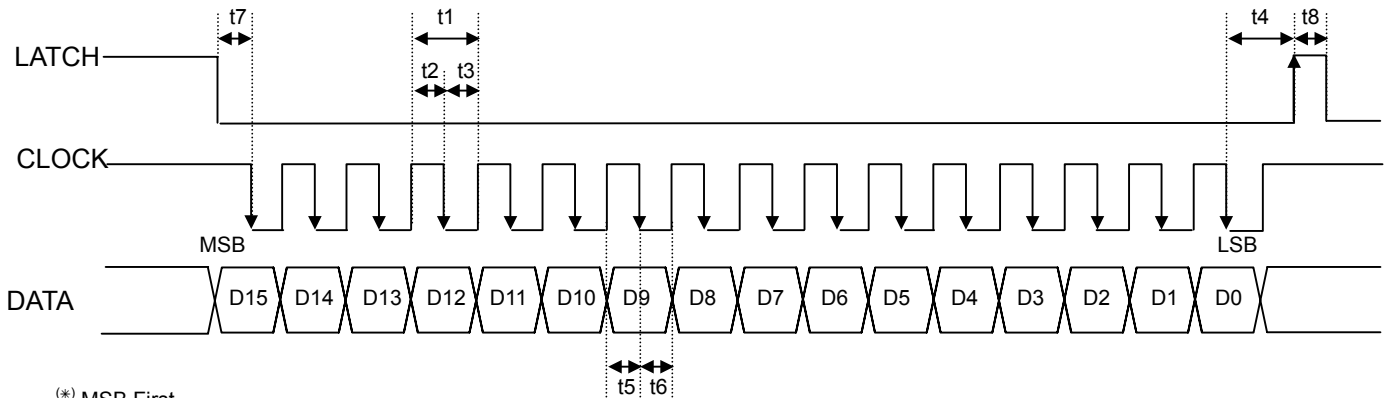 t7 t1 t4 t8
LATCH
t2 t3
CLOCK
MSB LSB
DATA D15 D14 D13 D12 D11 D10 D9 D8 D7 D6 D5 D4 D3 D2 D1 D0
t5 t6
(*) MSB First